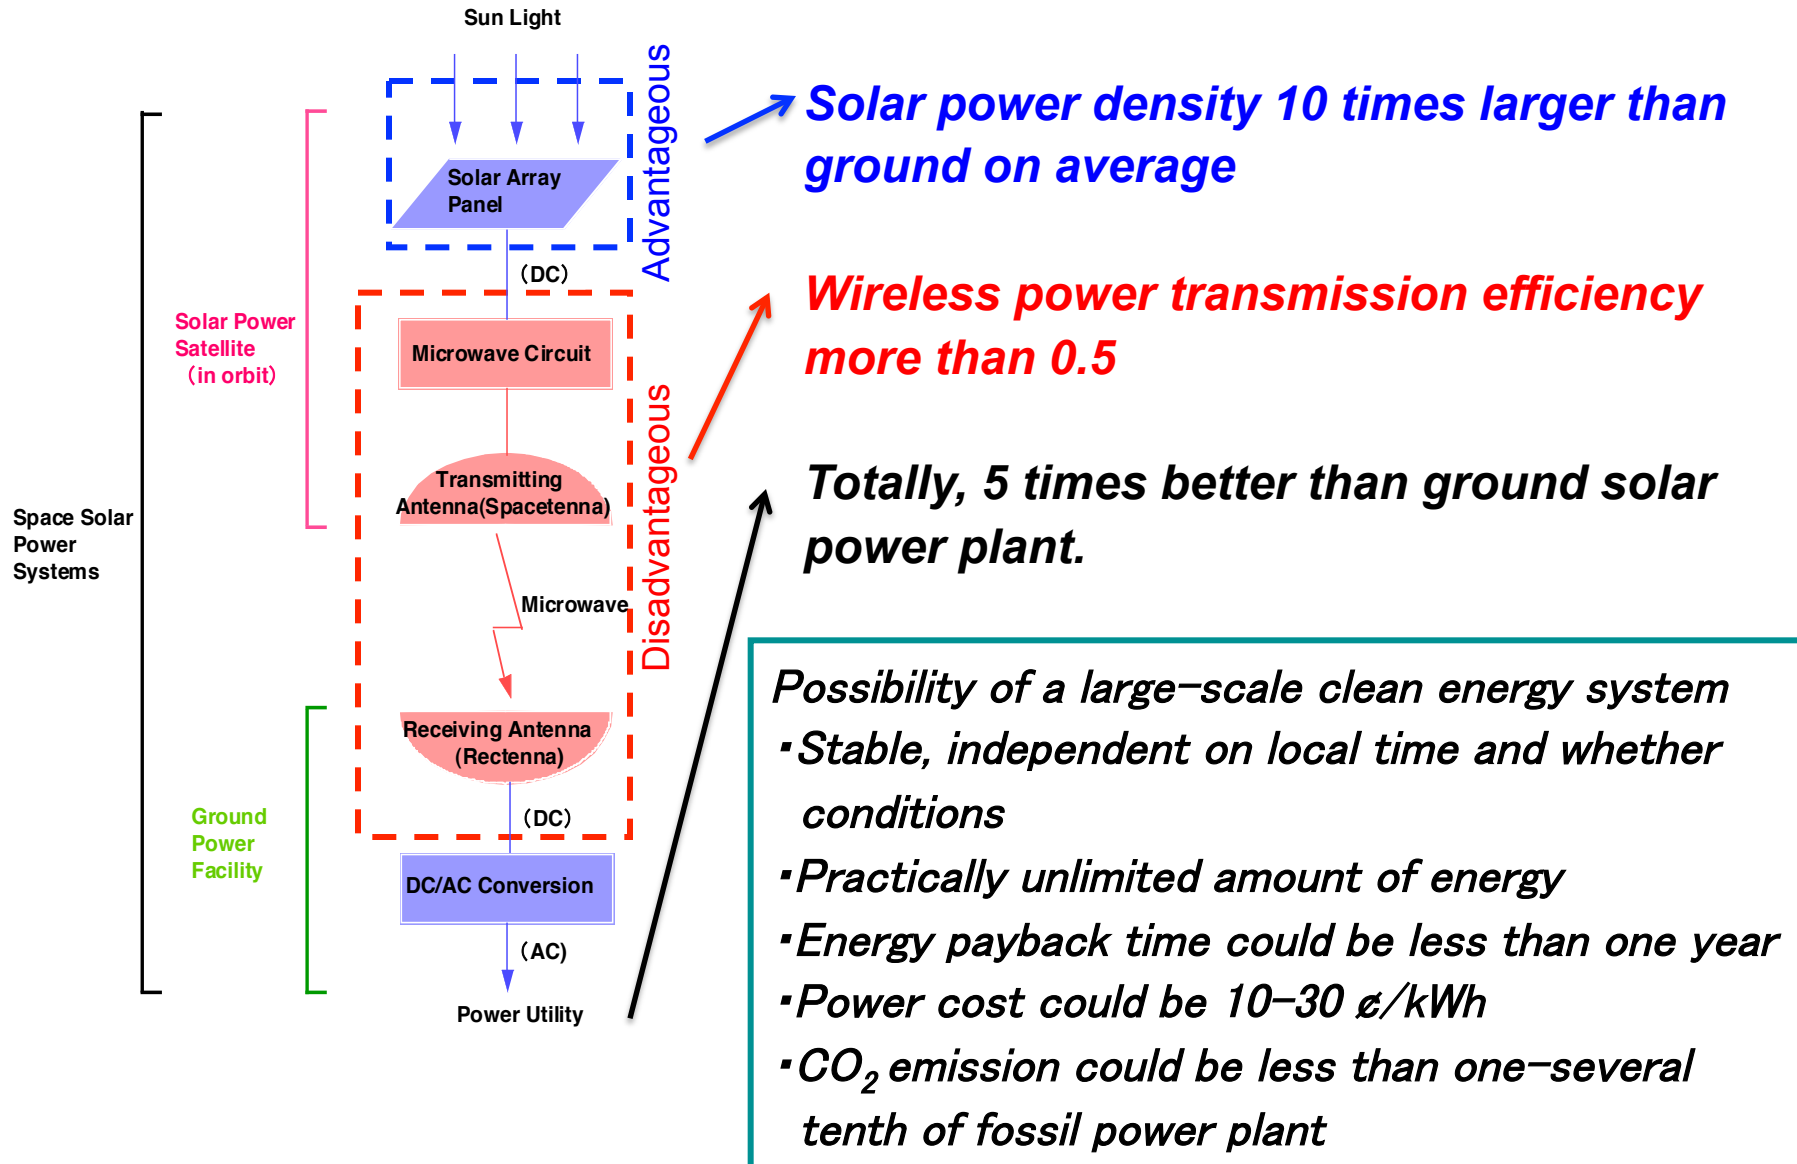 Sun Light
Solar Array
Panel
(DC)
Microwave Circuit
Transmitting
Antenna(Spacetenna)
Microwave
Receiving Antenna
(Rectenna)
(DC)
DC/AC Conversion
(AC)
Power Utility
Space Solar
Power
Systems
Solar Power
Satellite
(in orbit)
Ground
Power
Facility
Advantageous
Disadvantageous
Solar power density 10 times larger than
ground on average
Wireless power transmission efficiency
more than 0.5
Totally, 5 times better than ground solar
power plant.
Possibility of a large-scale clean energy system
・Stable, independent on local time and whether
conditions
・Practically unlimited amount of energy
・Energy payback time could be less than one year
・Power cost could be 10-30 ¢/kWh
・CO₂ emission could be less than one-several
tenth of fossil power plant